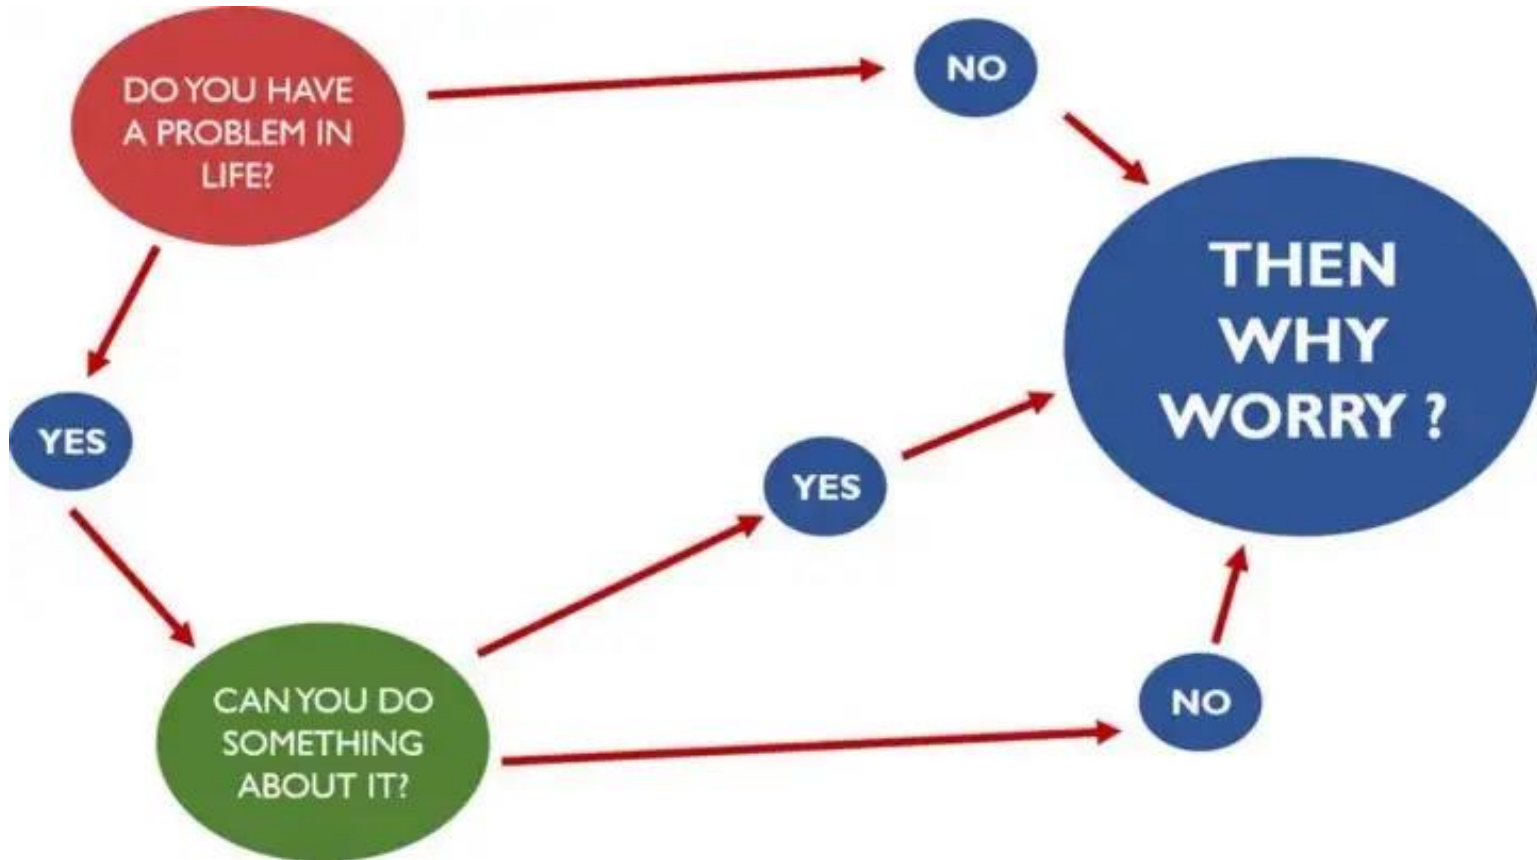 DO YOU HAVE
A PROBLEM IN
LIFE?
NO
THEN
WHY
WORRY ?
YES
YES
CAN YOU DO
SOMETHING
ABOUT IT?
NO